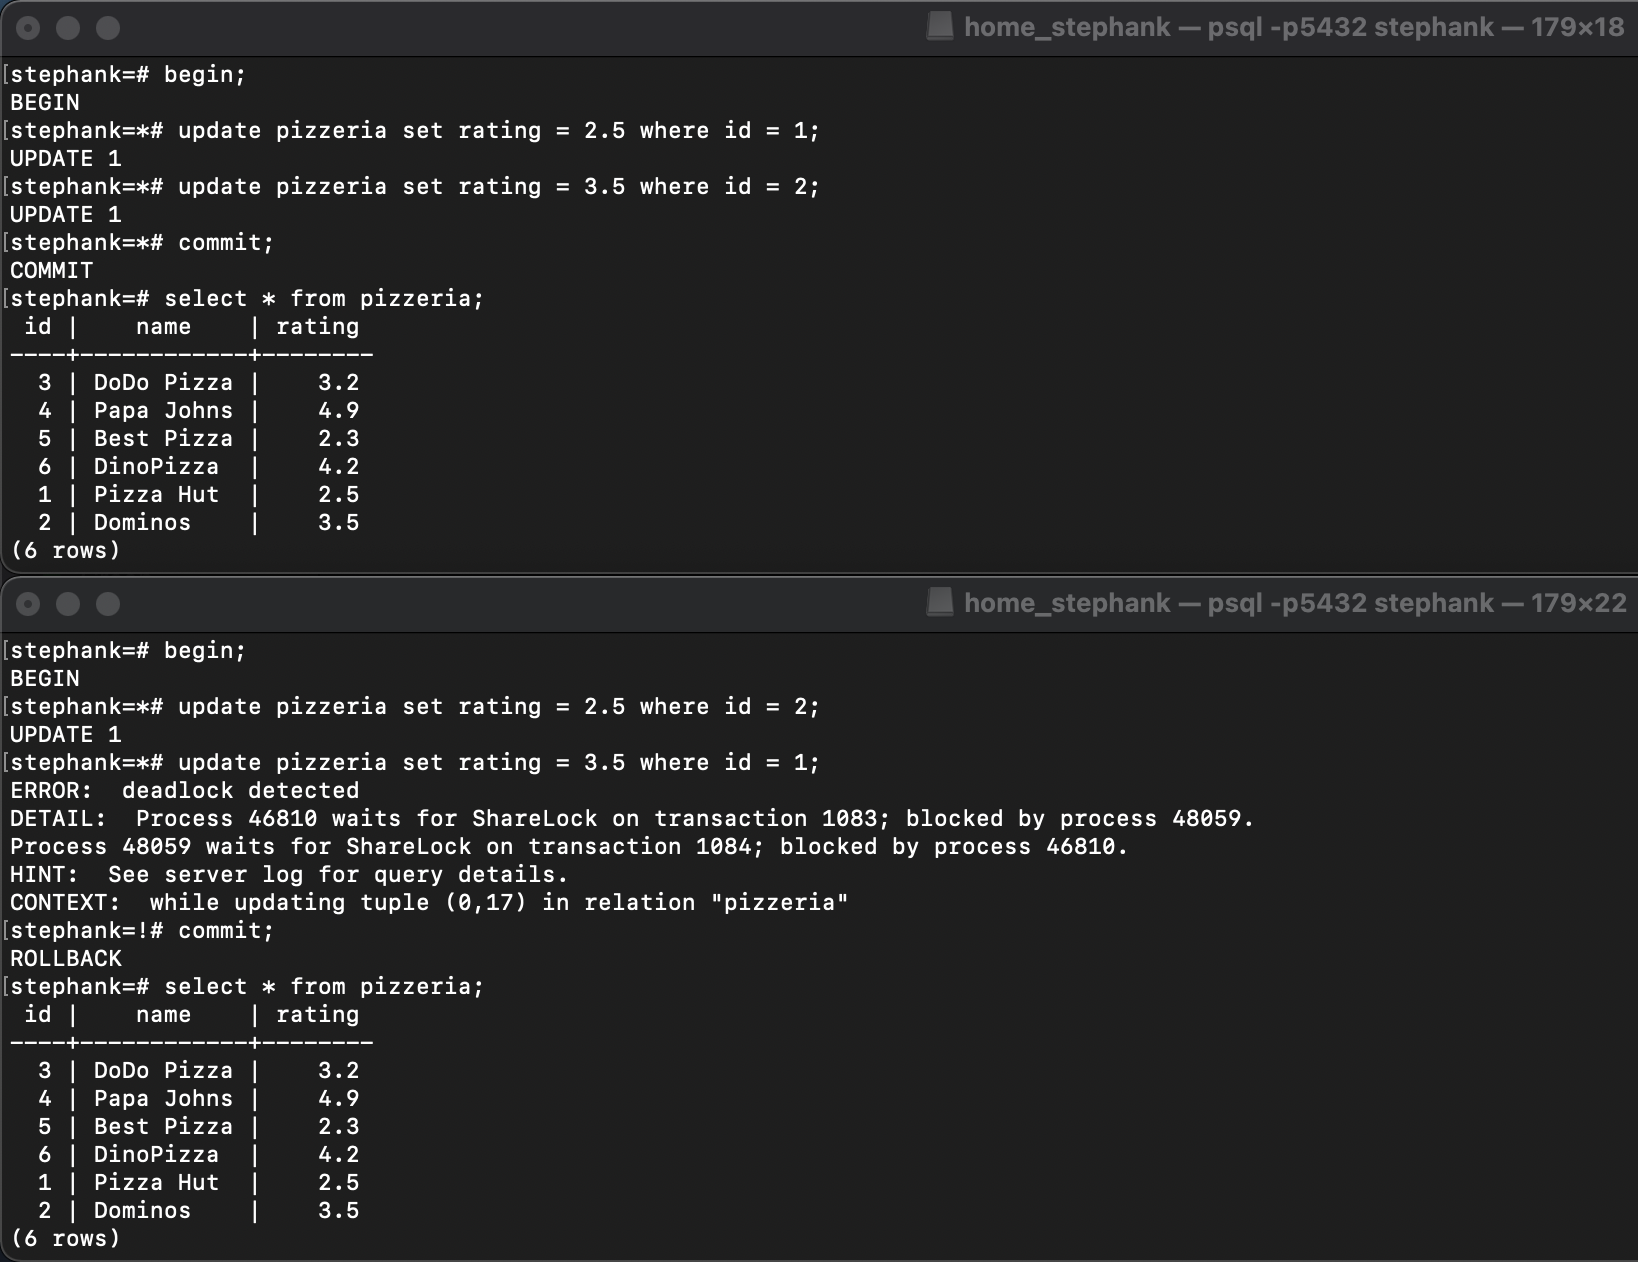 home_stephank — psql -p5432 stephank — 179×18
[stephank=# begin;
BEGIN
[stephank=*# update pizzeria set rating = 2.5 where id = 1;
UPDATE 1
[stephank=*# update pizzeria set rating = 3.5 where id = 2;
UPDATE 1
[stephank=*# commit;
COMMIT
[stephank=# select * from pizzeria;
 id |    name    | rating
----+------------+--------
  3 | DoDo Pizza |    3.2
  4 | Papa Johns |    4.9
  5 | Best Pizza |    2.3
  6 | DinoPizza  |    4.2
  1 | Pizza Hut  |    2.5
  2 | Dominos    |    3.5
(6 rows)
home_stephank — psql -p5432 stephank — 179×22
[stephank=# begin;
BEGIN
[stephank=*# update pizzeria set rating = 2.5 where id = 2;
UPDATE 1
[stephank=*# update pizzeria set rating = 3.5 where id = 1;
ERROR:  deadlock detected
DETAIL:  Process 46810 waits for ShareLock on transaction 1083; blocked by process 48059.
Process 48059 waits for ShareLock on transaction 1084; blocked by process 46810.
HINT:  See server log for query details.
CONTEXT:  while updating tuple (0,17) in relation "pizzeria"
[stephank=!# commit;
ROLLBACK
[stephank=# select * from pizzeria;
 id |    name    | rating
----+------------+--------
  3 | DoDo Pizza |    3.2
  4 | Papa Johns |    4.9
  5 | Best Pizza |    2.3
  6 | DinoPizza  |    4.2
  1 | Pizza Hut  |    2.5
  2 | Dominos    |    3.5
(6 rows)